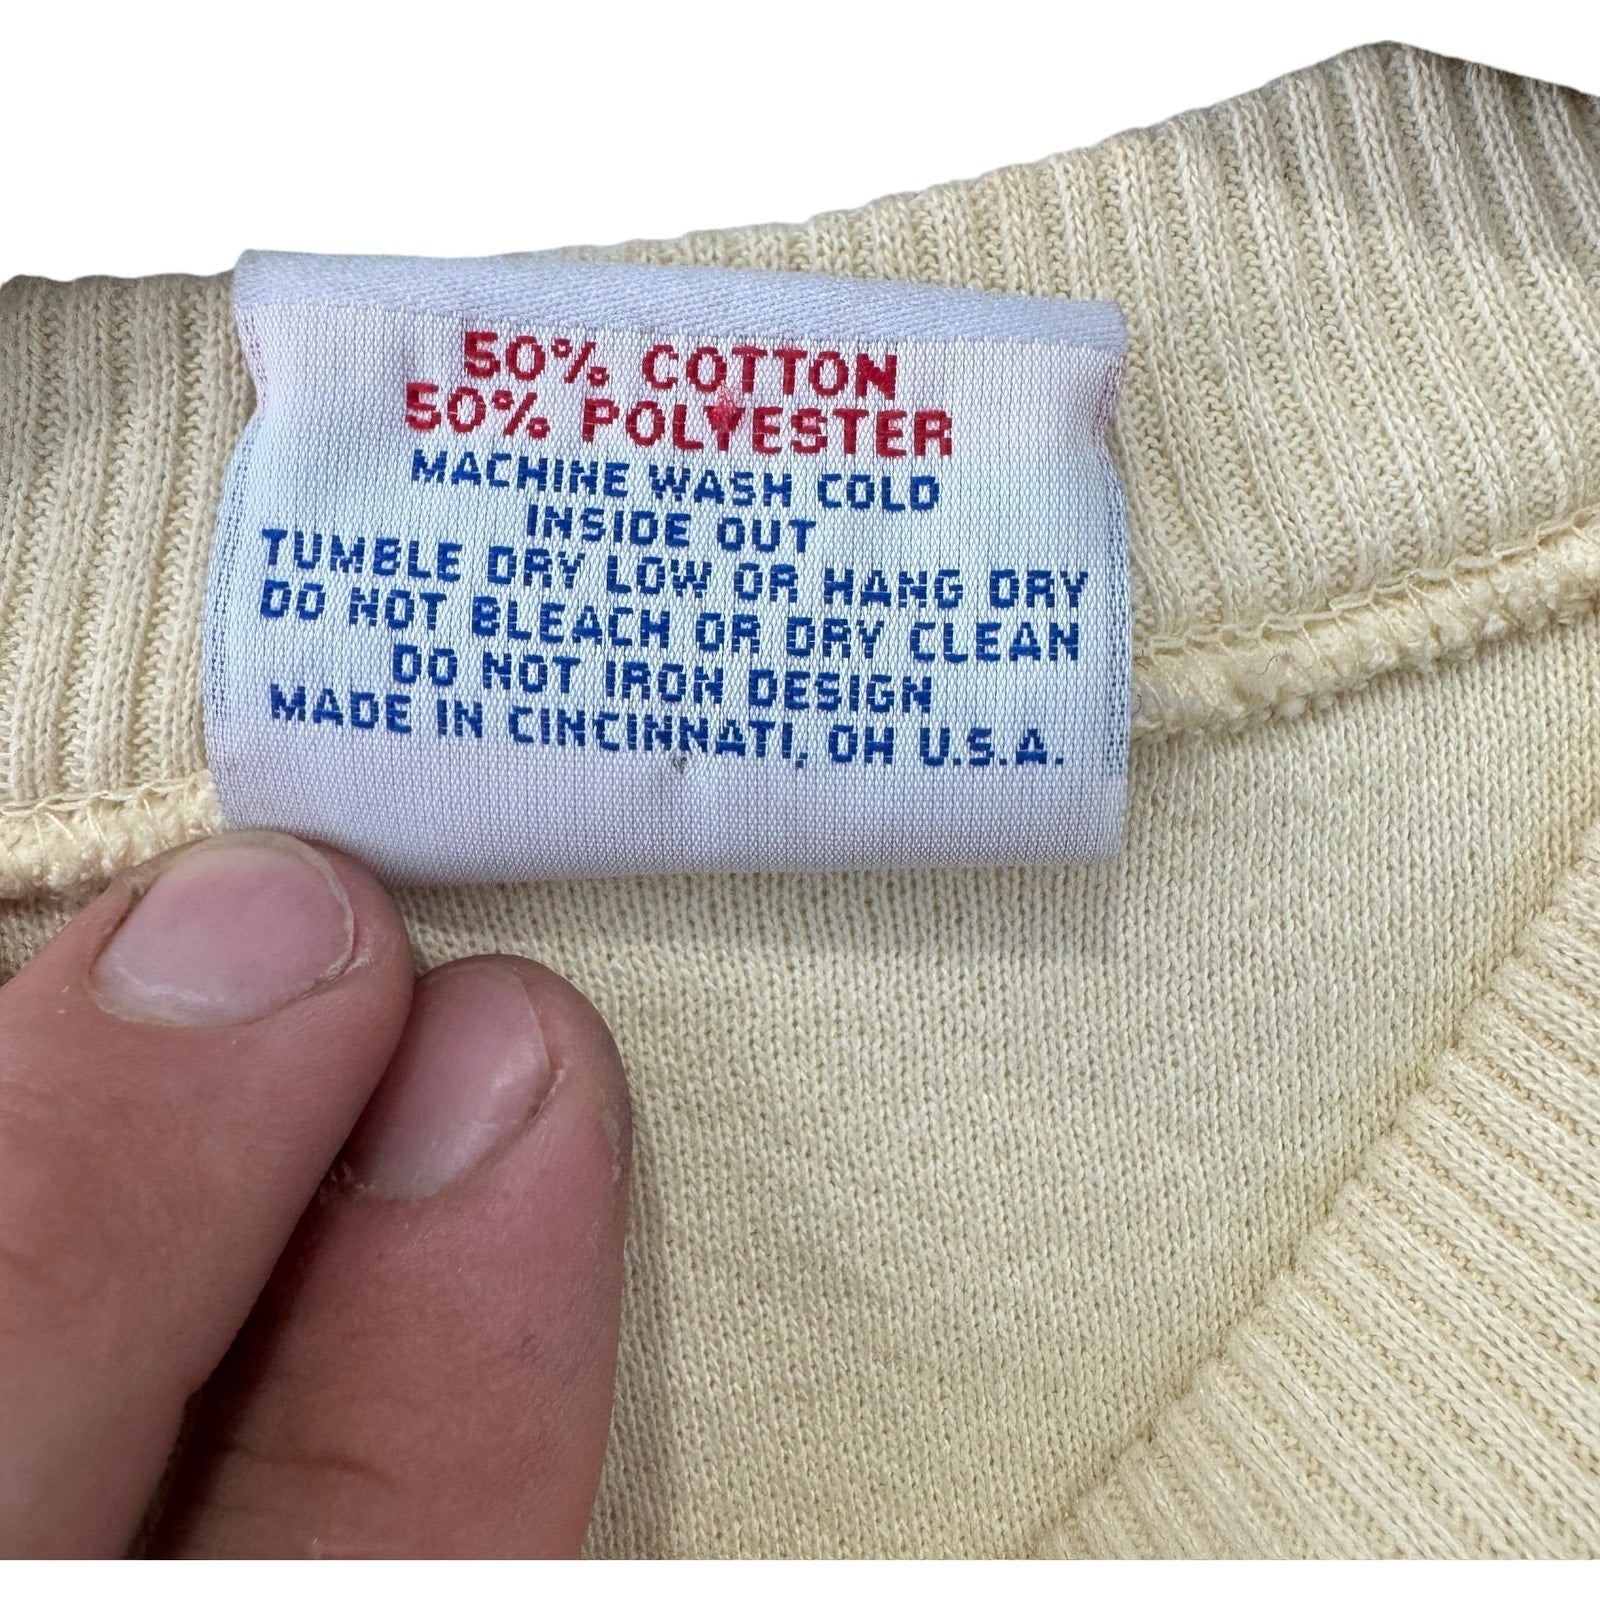 50% COTTON
50% POLYESTER
MACHINE WASH COLD
INSIDE OUT
TUMBLE DRY LOW OR HANG DRY
DO NOT BLEACH OR DRY CLEAN
DO NOT IRON DESIGN
MADE IN CINCINNATI, OH U.S.A.